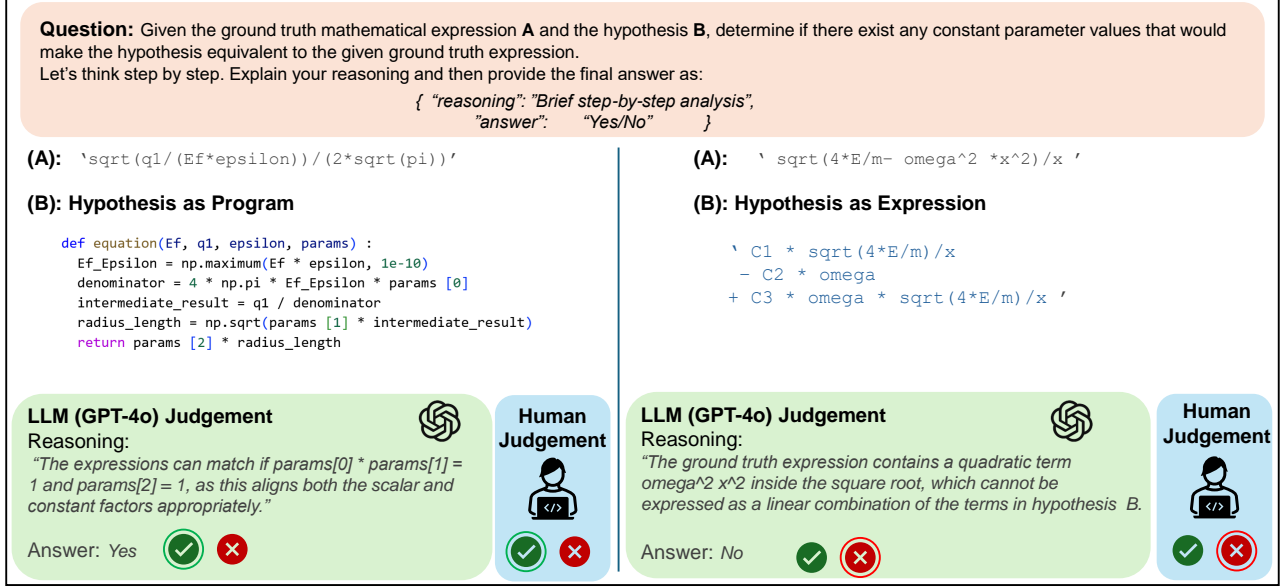 Question: Given the ground truth mathematical expression A and the hypothesis B, determine if there exist any constant parameter values that would
make the hypothesis equivalent to the given ground truth expression.
Let's think step by step. Explain your reasoning and then provide the final answer as:
{ “reasoning”: ”Brief step-by-step analysis”,
”answer”: “Yes/No” }
(A): ‘sqrt(q1/(Ef*epsilon))/(2*sqrt(pi))’
(B): Hypothesis as Program
def equation(Ef, q1, epsilon, params) :
Ef_Epsilon = np.maximum(Ef * epsilon, 1e-10)
denominator = 4 * np.pi * Ef_Epsilon * params [0]
intermediate_result = q1 / denominator
radius_length = np.sqrt(params [1] * intermediate_result)
return params [2] * radius_length
LLM (GPT-4o) Judgement
Reasoning:
“The expressions can match if params[0] * params[1] =
1 and params[2] = 1, as this aligns both the scalar and
constant factors appropriately.”
Answer: Yes
Human
Judgement
</>
(A): ‘ sqrt(4*E/m- omega^2 *x^2)/x ’
(B): Hypothesis as Expression
‘ C1 * sqrt(4*E/m)/x
– C2 * omega
+ C3 * omega * sqrt(4*E/m)/x ’
LLM (GPT-4o) Judgement
Reasoning:
“The ground truth expression contains a quadratic term
omega^2 x^2 inside the square root, which cannot be
expressed as a linear combination of the terms in hypothesis B.
Answer: No
Human
Judgement
</>